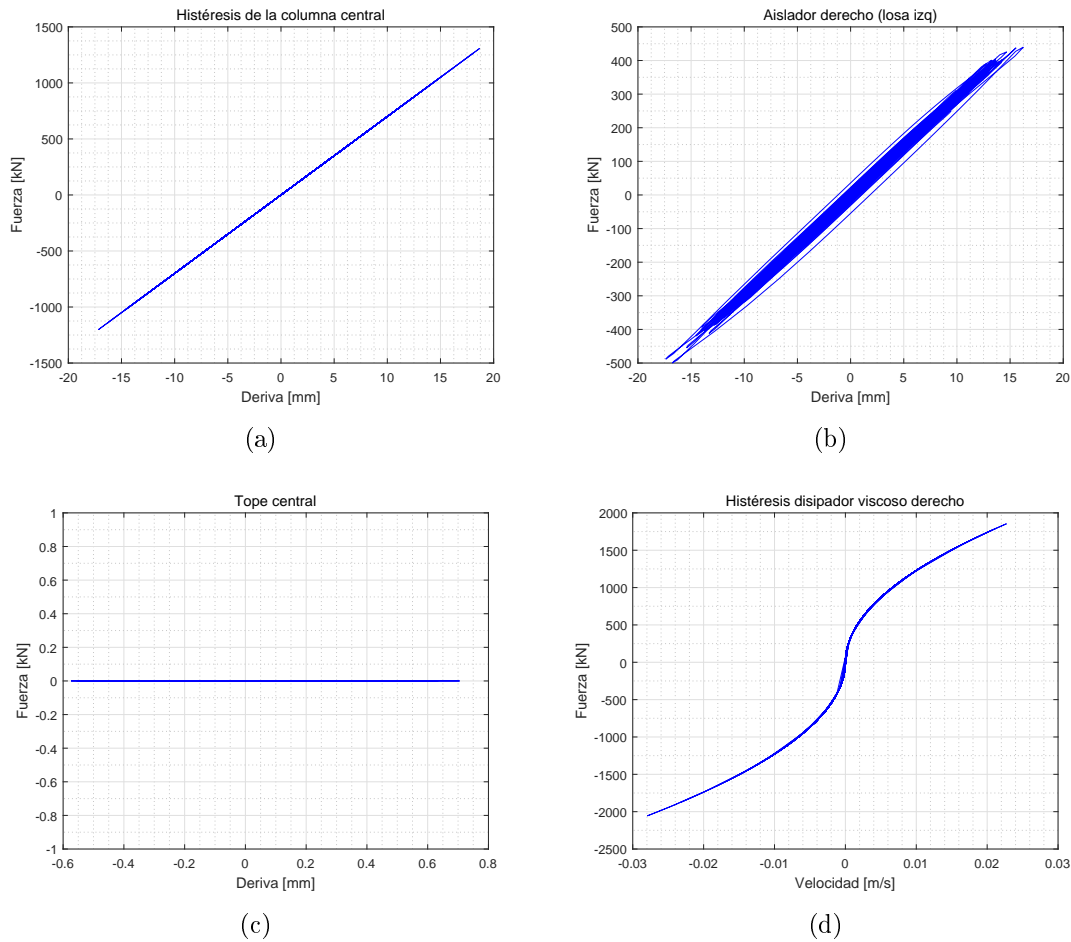 Histéresis de la columna central
Fuerza [kN]
1500
1000
500
0
-500
-1000
-1500
-20 -15 -10 -5 0 5 10 15 20
Deriva [mm]
(a)
Aislador derecho (losa izq)
Fuerza [kN]
500
400
300
200
100
0
-100
-200
-300
-400
-500
-20 -15 -10 -5 0 5 10 15 20
Deriva [mm]
(b)
Tope central
Fuerza [kN]
1
0.8
0.6
0.4
0.2
0
-0.2
-0.4
-0.6
-0.8
-1
-0.6 -0.4 -0.2 0 0.2 0.4 0.6 0.8
Deriva [mm]
(c)
Histéresis disipador viscoso derecho
Fuerza [kN]
2000
1500
1000
500
0
-500
-1000
-1500
-2000
-2500
-0.03 -0.02 -0.01 0 0.01 0.02 0.03
Velocidad [m/s]
(d)